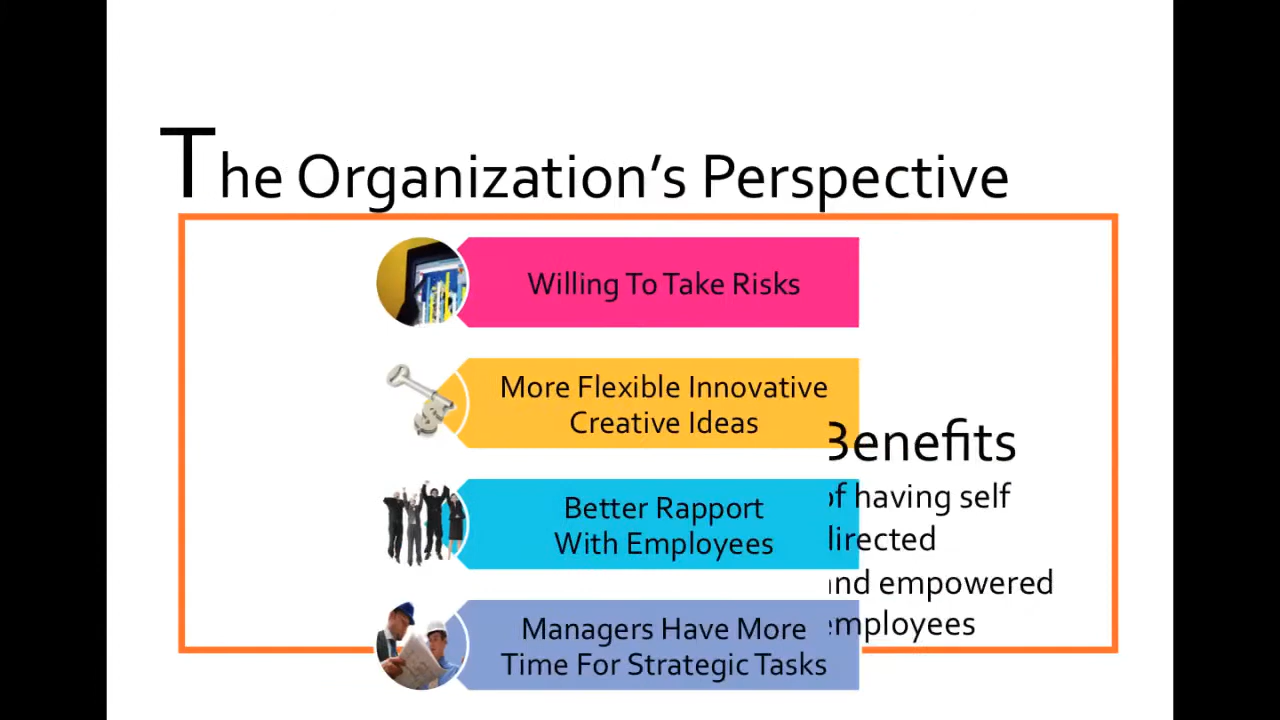 The Organization's Perspective
Willing To Take Risks
More Flexible Innovative
Creative Ideas
Better Rapport
With Employees
Managers Have More
Time For Strategic Tasks
Benefits
of having self
directed
and empowered
employees